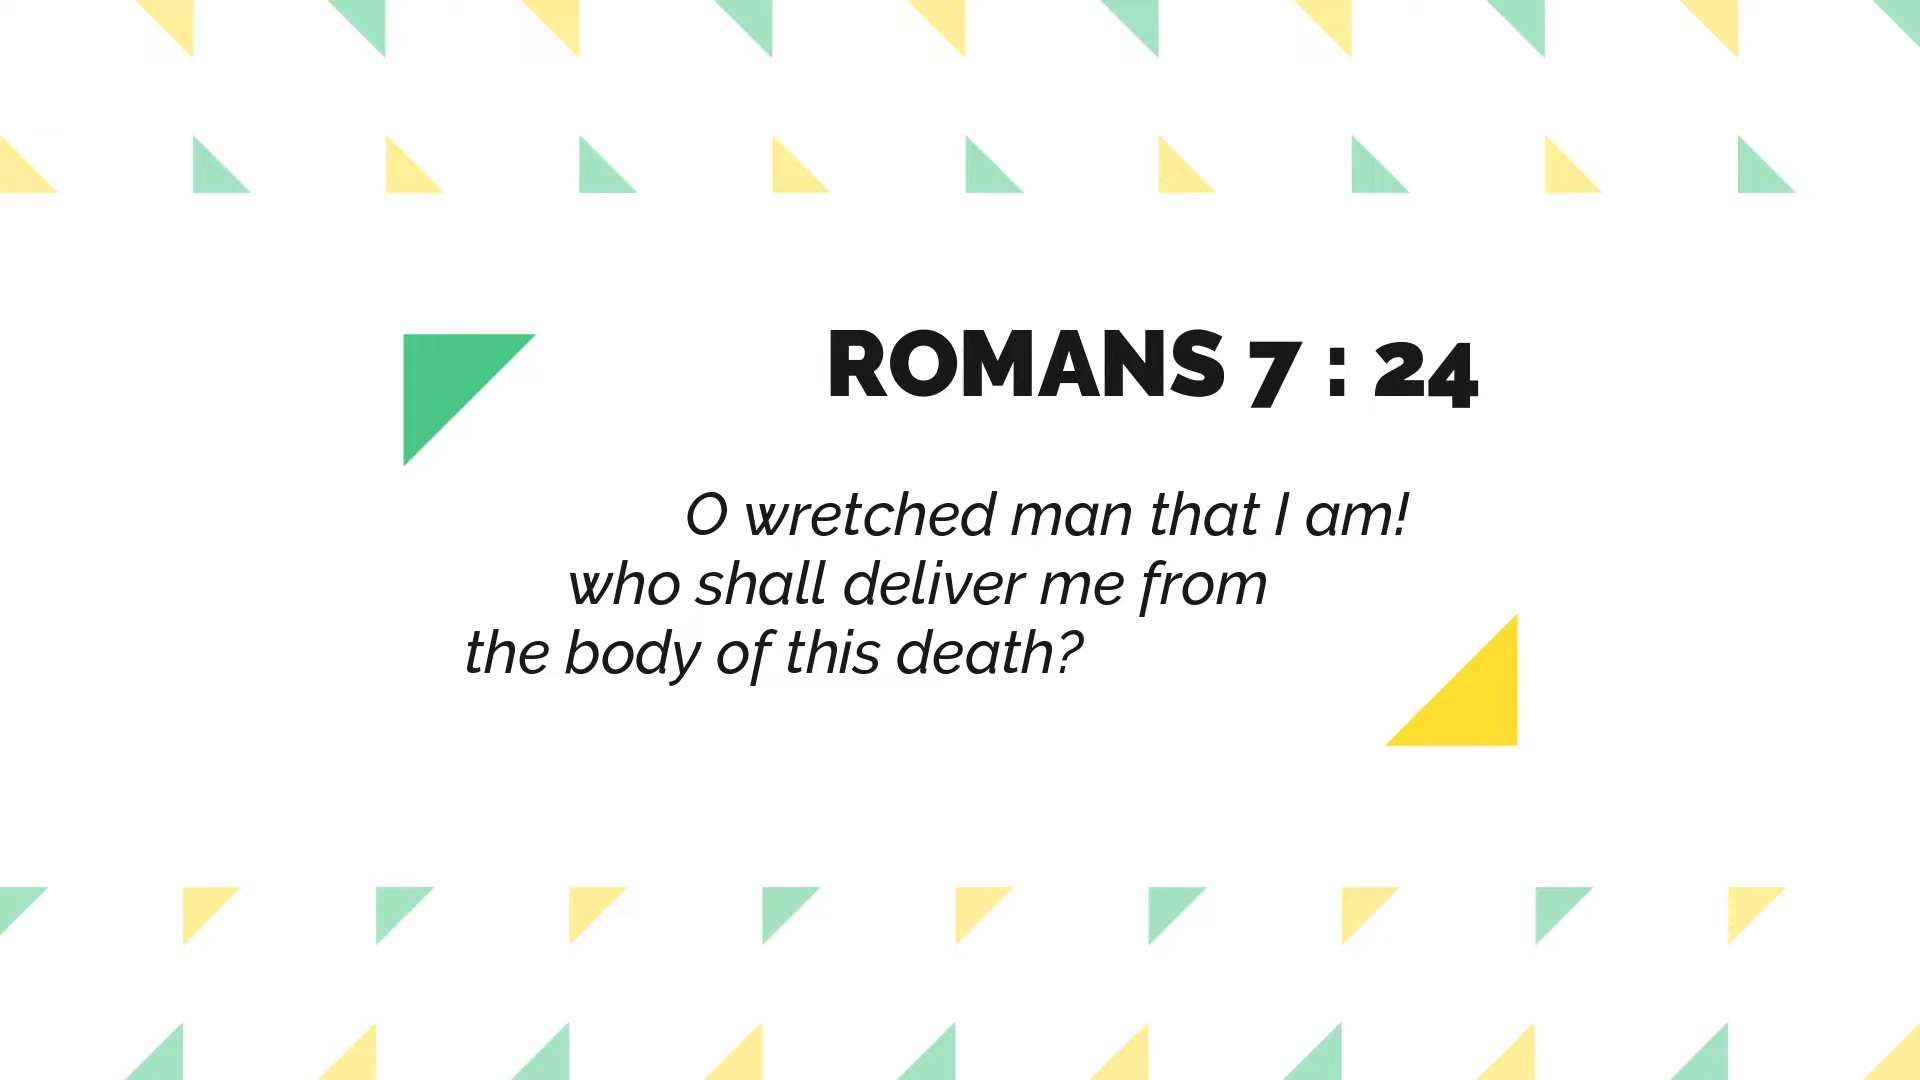 ROMANS 7 : 24
O wretched man that I am!
who shall deliver me from
the body of this death?